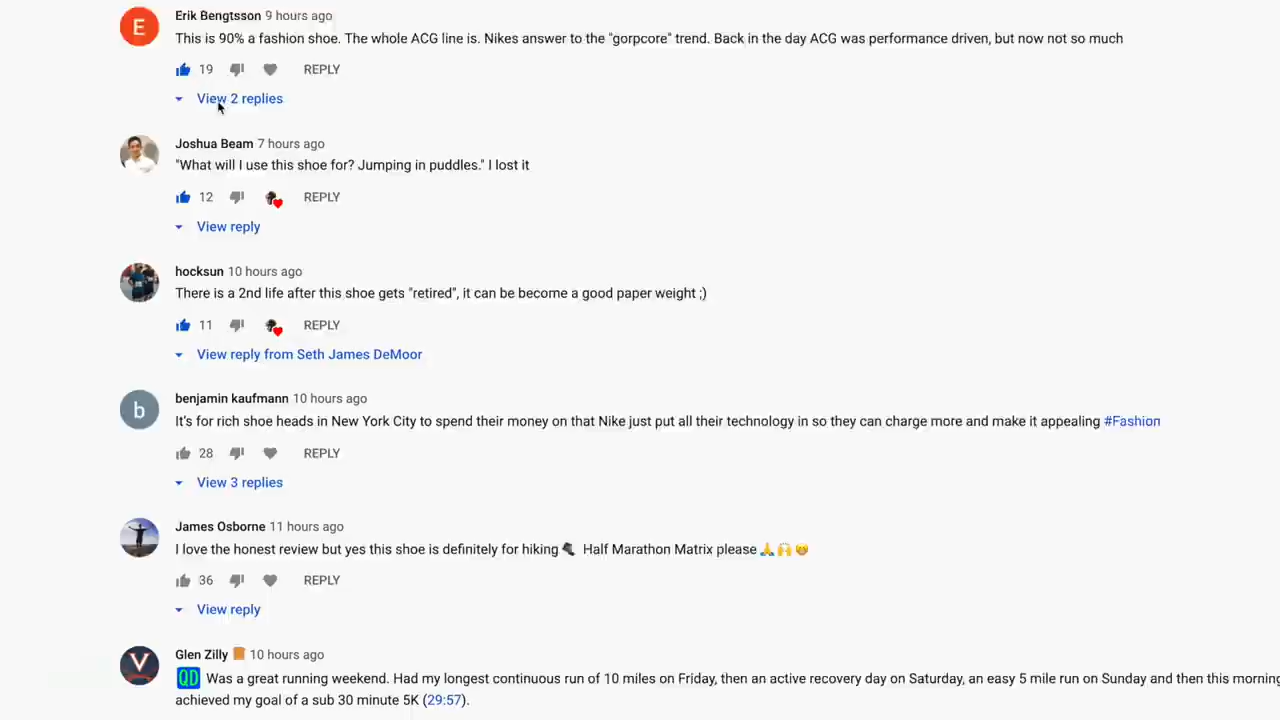 E
Erik Bengtsson 9 hours ago
This is 90% a fashion shoe. The whole ACG line is. Nikes answer to the "gorpcore" trend. Back in the day ACG was performance driven, but now not so much
19 REPLY
View 2 replies
Joshua Beam 7 hours ago
"What will I use this shoe for? Jumping in puddles." I lost it
12 REPLY
View reply
hocksun 10 hours ago
There is a 2nd life after this shoe gets "retired", it can be become a good paper weight ;)
11 REPLY
View reply from Seth James DeMoor
b
benjamin kaufmann 10 hours ago
It's for rich shoe heads in New York City to spend their money on that Nike just put all their technology in so they can charge more and make it appealing #Fashion
28 REPLY
View 3 replies
James Osborne 11 hours ago
I love the honest review but yes this shoe is definitely for hiking Half Marathon Matrix please 🙏🙌😁
36 REPLY
View reply
V
Glen Zilly 10 hours ago
QD Was a great running weekend. Had my longest continuous run of 10 miles on Friday, then an active recovery day on Saturday, an easy 5 mile run on Sunday and then this morning
achieved my goal of a sub 30 minute 5K (29:57).